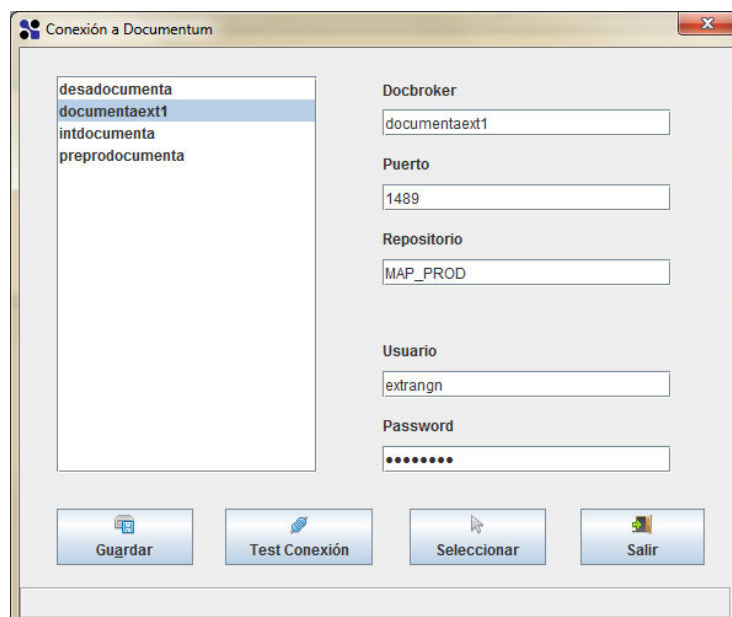 Conexión a Documentum
desadocumenta
documentaext1
intdocumenta
preprodocumenta
Docbroker
documentaext1
Puerto
1489
Repositorio
MAP_PROD
Usuario
extrangn
Password
••••••••
Guardar
Test Conexión
Seleccionar
Salir